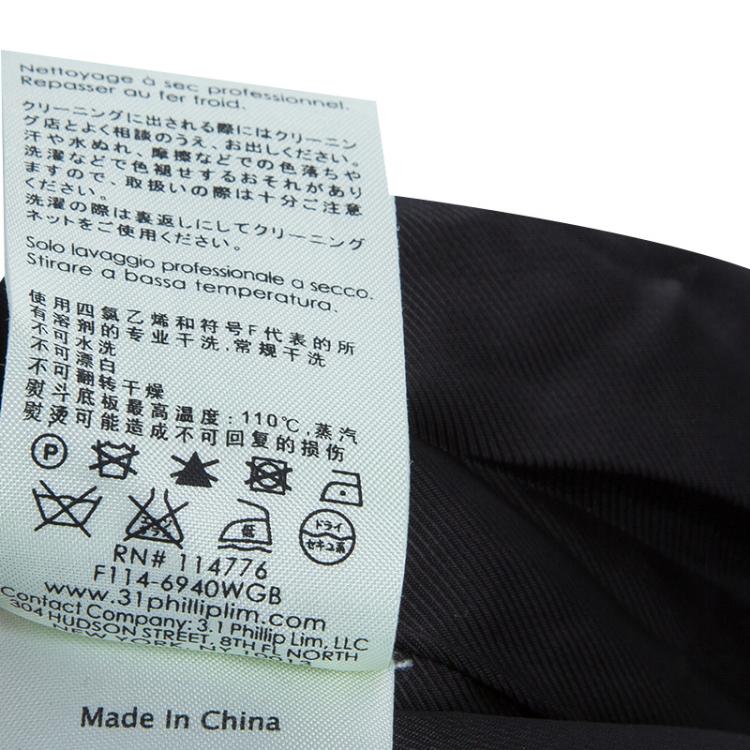 Nettoyage à sec professionnel.
Repasser au fer froid.
クリーニングに出される際にはクリーニン
グ店とよく相談のうえ、お出しください。
汗や水ぬれ、摩擦などでの色落ちや
洗濯などで色褪せするおそれがあり
ますので、取扱いの際は十分ご注意
ください。
洗濯の際は裏返しにしてクリーニング
ネットをご使用ください。
Solo lavaggio professionale a secco.
Stirare a bassa temperatura.
使用四氯乙烯和符号F代表的所
有溶剂的专业干洗,常规干洗
不可水洗
不可漂白
不可翻转干燥
熨斗底板最高温度:110℃,蒸汽
熨烫可能造成不可回复的损伤
P
低
ドライ
セキユ系
RN# 114776
F114-6940WGB
www.31philliplim.com
Contact Company: 3.1 Phillip Lim, LLC
304 HUDSON STREET, 8TH FL NORTH
NEW YORK, NY 10013
Made In China